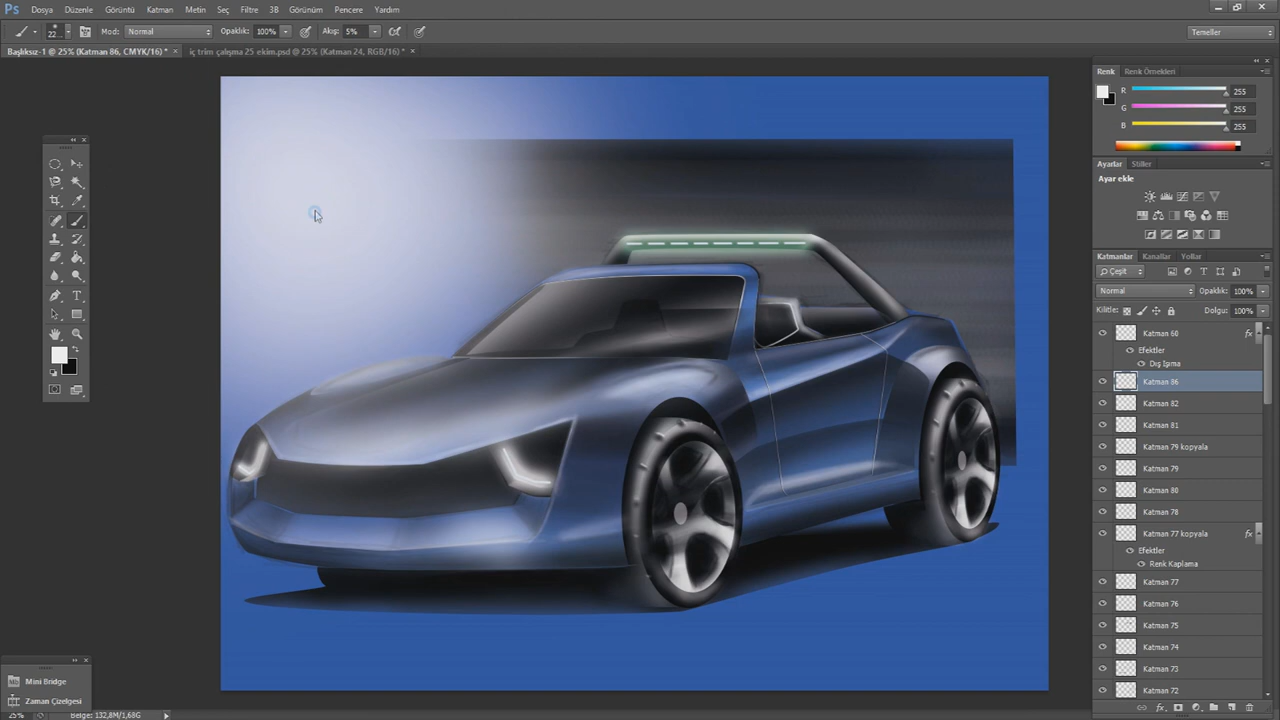 Ps Dosya Düzenle Görüntü Katman Metin Seç Filtre 3B Görünüm Pencere Yardım
22 Mod: Normal Opaklık: 100% Akış: 5% Temeller
Başlıksız-1 @ 25% (Katman 86, CMYK/16) * × iç trim çalışma 25 ekim.psd @ 25% (Katman 24, RGB/16) * ×
Renk Renk Örnekleri
R 255
G 255
B 255
Ayarlar Stiller
Ayar ekle
Katmanlar Kanallar Yollar
Çeşit
Normal Opaklık: 100%
Kilitle: Dolgu: 100%
Katman 60 fx
Efektler
Dış Işıma
Katman 86
Katman 82
Katman 81
Katman 79 kopyala
Katman 79
Katman 80
Katman 78
Katman 77 kopyala fx
Efektler
Renk Kaplama
Katman 77
Katman 76
Katman 75
Katman 74
Katman 73
Katman 72
Mb Mini Bridge
Zaman Çizelgesi
25% Belge: 132,8M/1,68G